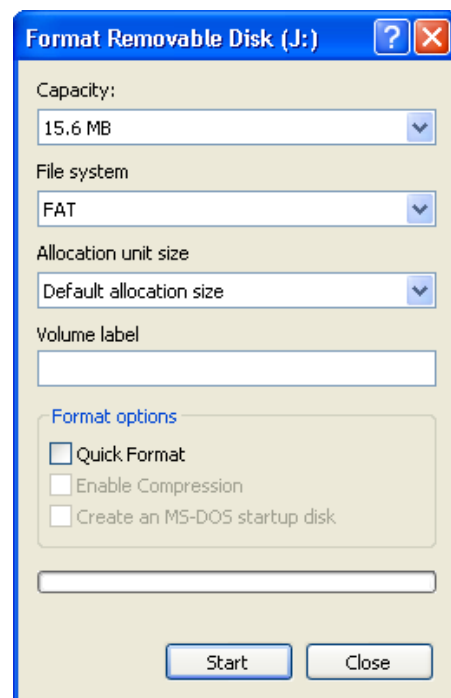 Format Removable Disk (J:)
Capacity:
15.6 MB
File system
FAT
Allocation unit size
Default allocation size
Volume label
Format options
Quick Format
Enable Compression
Create an MS-DOS startup disk
Start Close